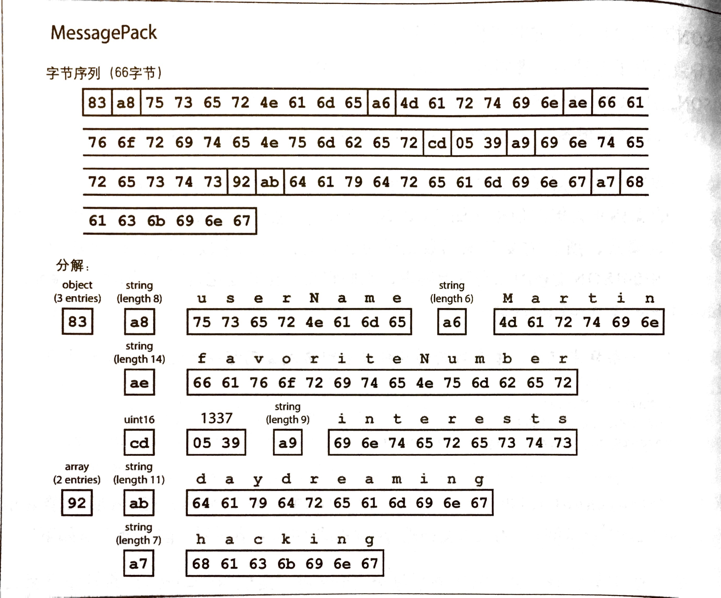 MessagePack
字节序列 (66字节)
83 a8 75 73 65 72 4e 61 6d 65 a6 4d 61 72 74 69 6e ae 66 61
76 6f 72 69 74 65 4e 75 6d 62 65 72 cd 05 39 a9 69 6e 74 65
72 65 73 74 73 92 ab 64 61 79 64 72 65 61 6d 69 6e 67 a7 68
61 63 6b 69 6e 67
分解:
object (3 entries) string (length 8) u s e r N a m e string (length 6) M a r t i n
83 a8 75 73 65 72 4e 61 6d 65 a6 4d 61 72 74 69 6e
string (length 14) f a v o r i t e N u m b e r
ae 66 61 76 6f 72 69 74 65 4e 75 6d 62 65 72
uint16 1337 string (length 9) i n t e r e s t s
cd 05 39 a9 69 6e 74 65 72 65 73 74 73
array (2 entries) string (length 11) d a y d r e a m i n g
92 ab 64 61 79 64 72 65 61 6d 69 6e 67
string (length 7) h a c k i n g
a7 68 61 63 6b 69 6e 67